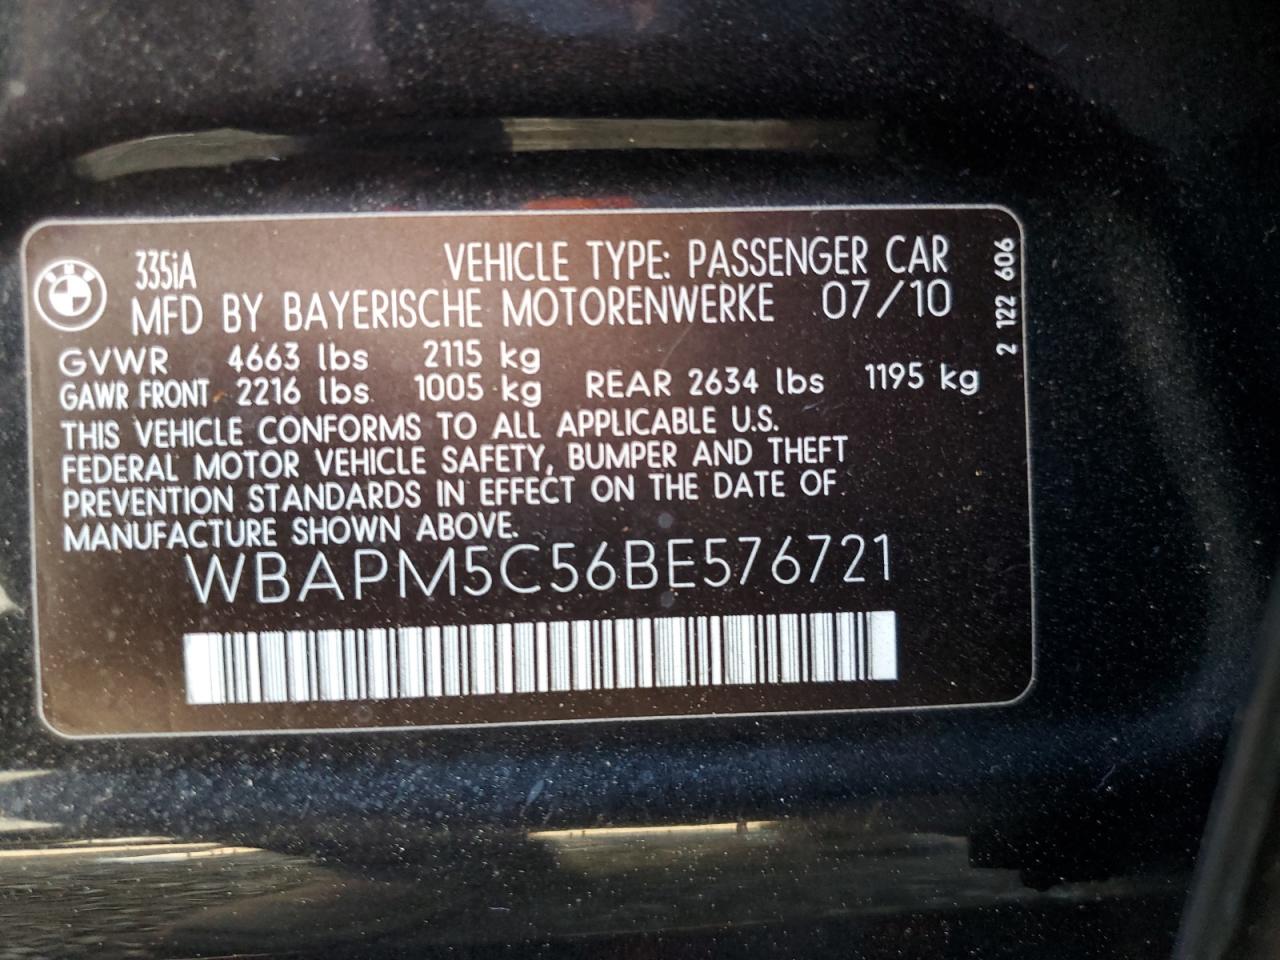 335iA VEHICLE TYPE: PASSENGER CAR
MFD BY BAYERISCHE MOTORENWERKE 07/10
GVWR 4663 lbs 2115 kg
GAWR FRONT 2216 lbs 1005 kg REAR 2634 lbs 1195 kg
THIS VEHICLE CONFORMS TO ALL APPLICABLE U.S.
FEDERAL MOTOR VEHICLE SAFETY, BUMPER AND THEFT
PREVENTION STANDARDS IN EFFECT ON THE DATE OF
MANUFACTURE SHOWN ABOVE.
WBAPM5C56BE576721
2 122 606